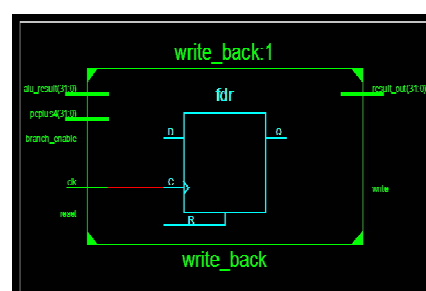 write_back:1
alu_result(31:0)
result_out(31:0)
fdr
pcplus4(31:0)
branch_enable
D
Q
clk
C
write
reset
R
write_back